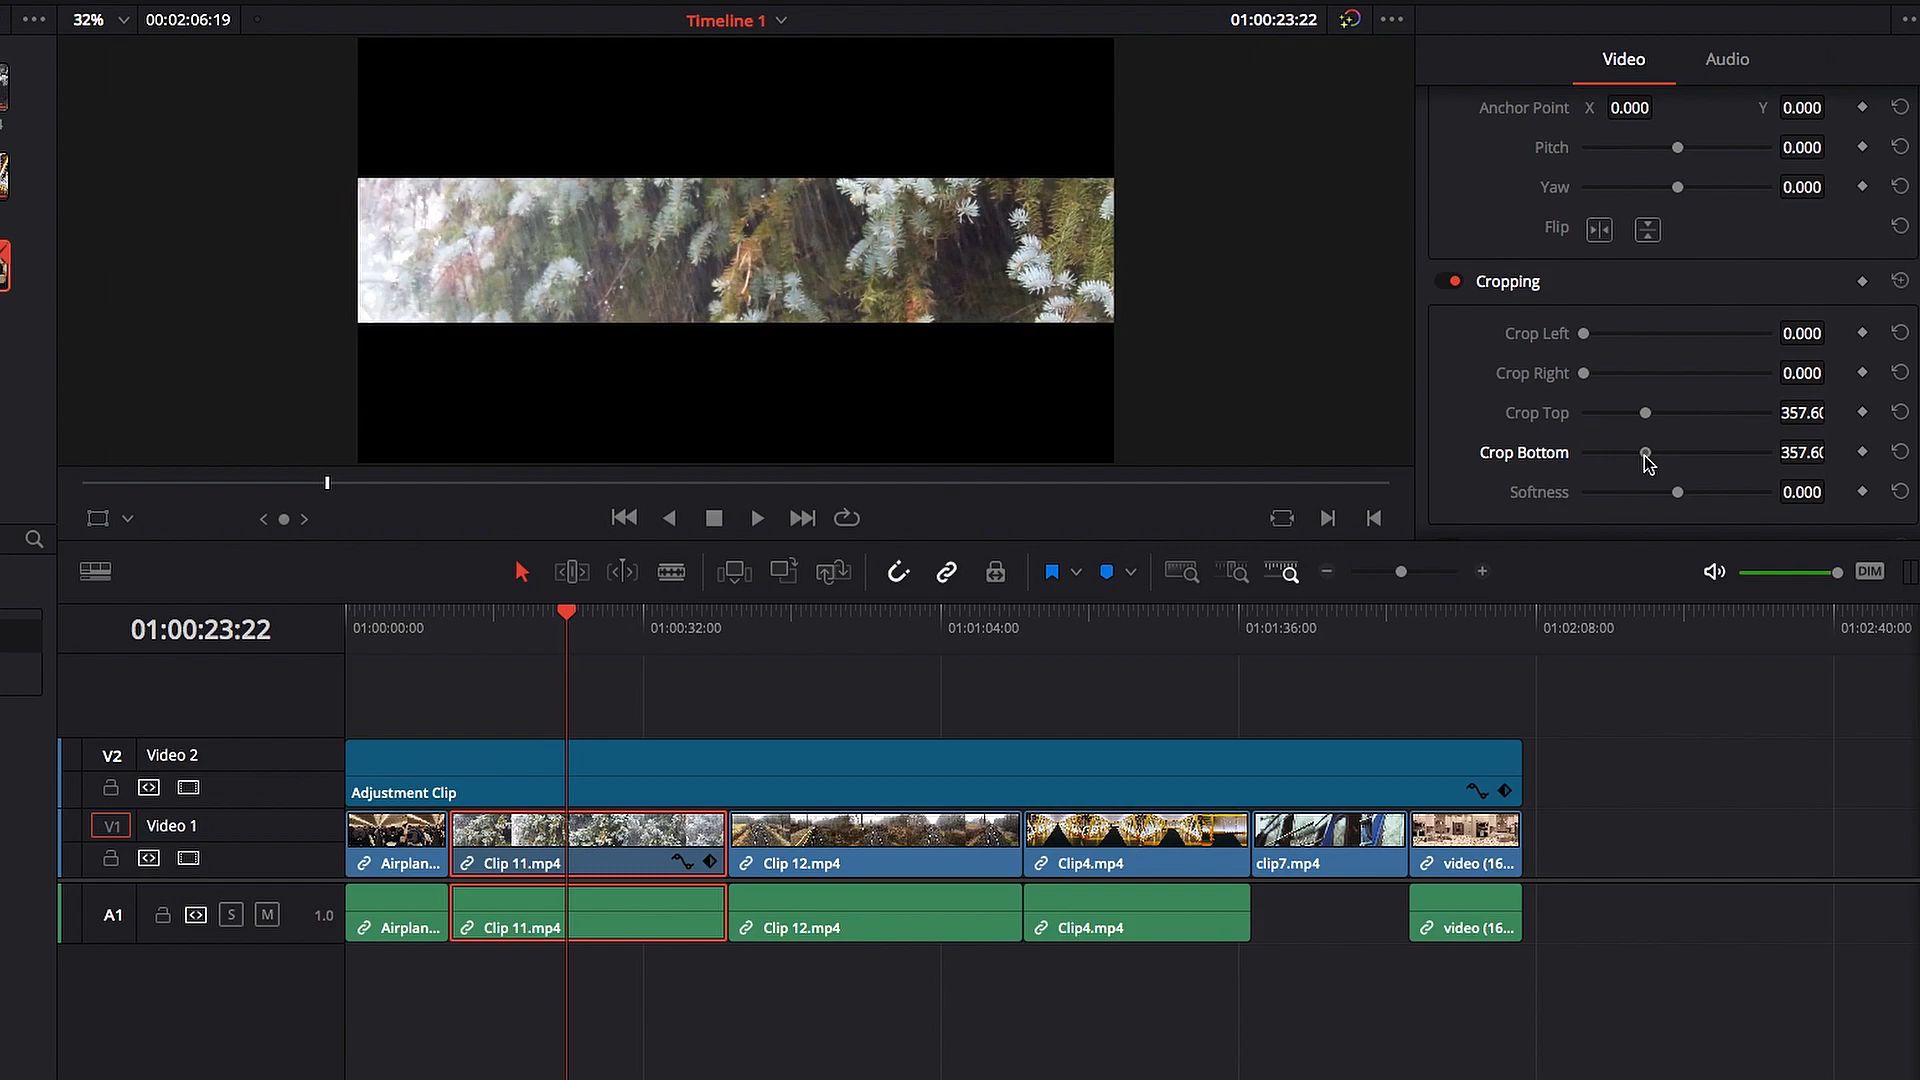 32%
00:02:06:19
Timeline 1
01:00:23:22
Video
Audio
Anchor Point X 0.000 Y 0.000
Pitch 0.000
Yaw 0.000
Flip
Cropping
Crop Left 0.000
Crop Right 0.000
Crop Top 357.60
Crop Bottom 357.60
Softness 0.000
DIM
01:00:23:22
01:00:00:00
01:00:32:00
01:01:04:00
01:01:36:00
01:02:08:00
01:02:40:00
V2 Video 2
Adjustment Clip
V1 Video 1
Airplan...
Clip 11.mp4
Clip 12.mp4
Clip4.mp4
clip7.mp4
video (16...
A1
S
M
1.0
Airplan...
Clip 11.mp4
Clip 12.mp4
Clip4.mp4
video (16...